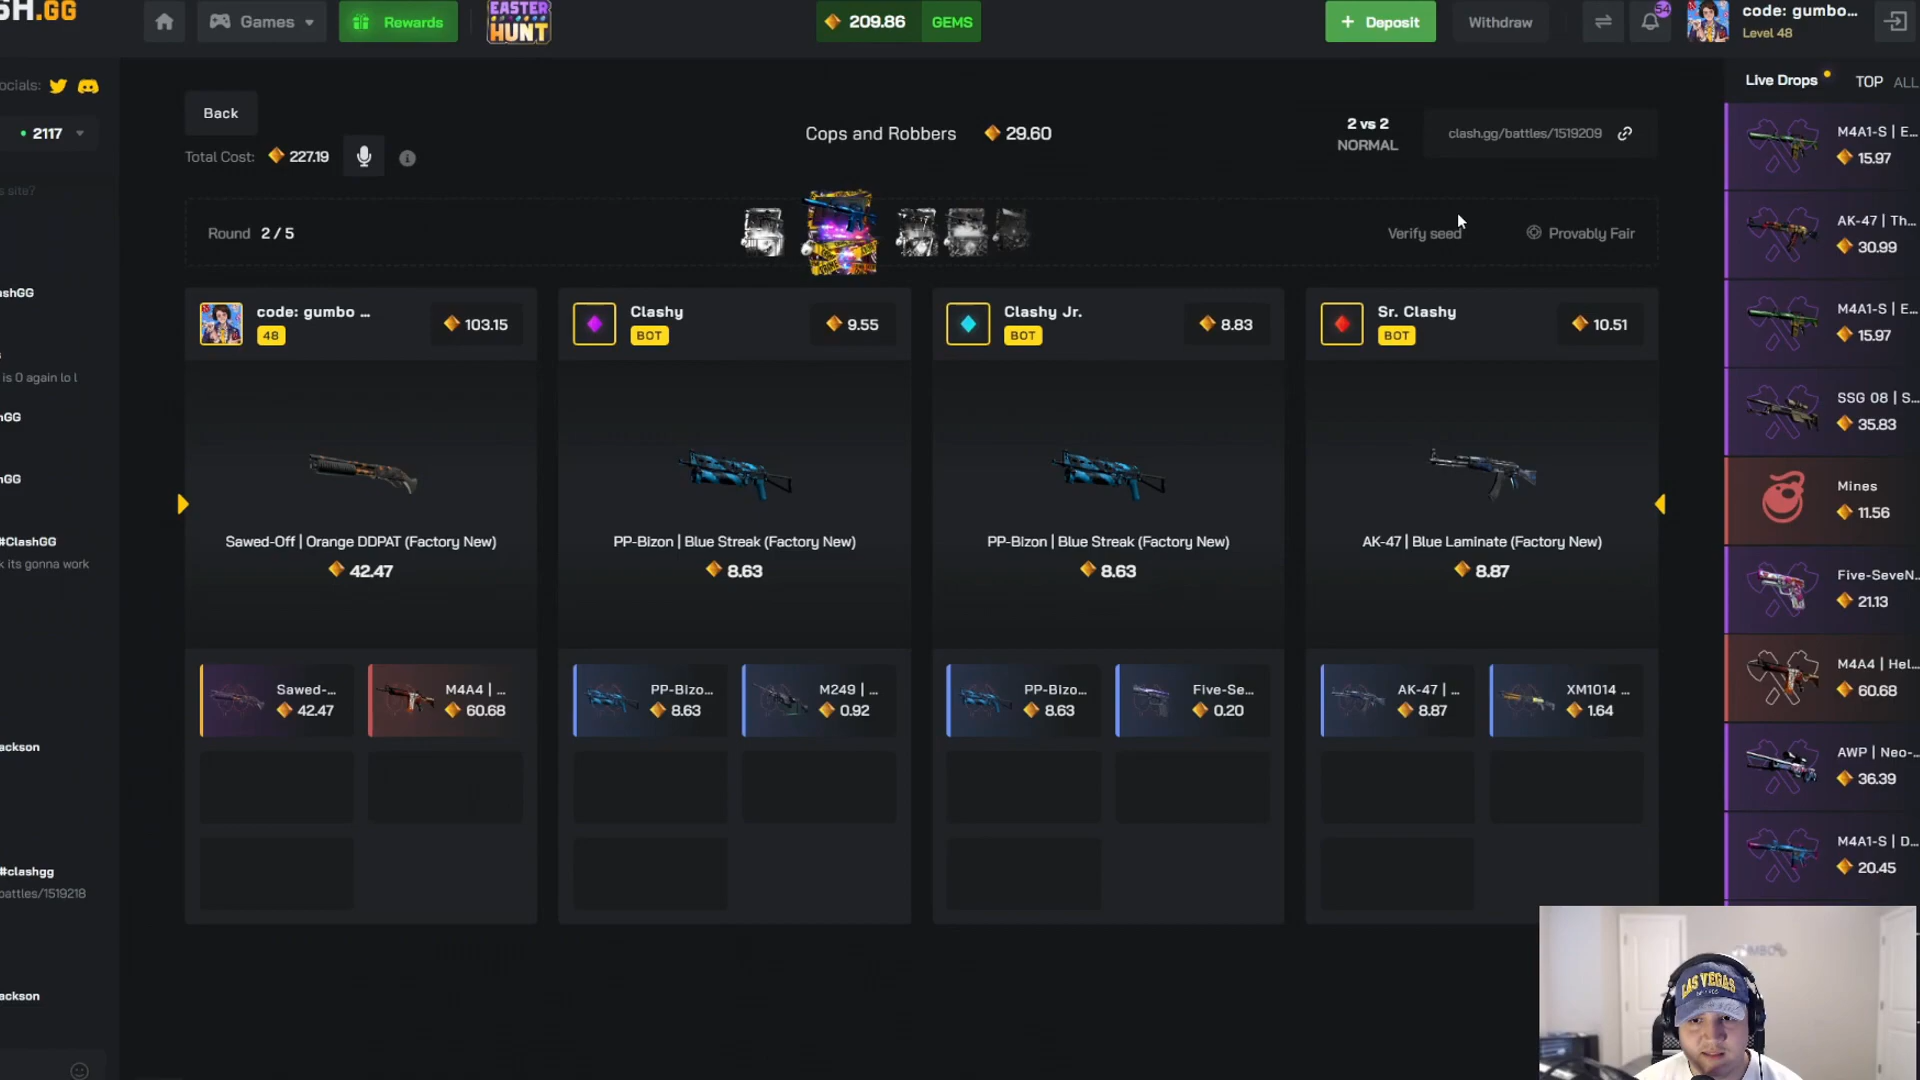 SH.GG
Games
Rewards
EASTER
HUNT
209.86 GEMS
+ Deposit
Withdraw
54
code: gumbo...
Level 48
ocials:
2117
s site?
ashGG
is 0 again lo l
hGG
hGG
#ClashGG
k its gonna work
ackson
#clashgg
battles/1519218
ackson
Back
Total Cost: 227.19
Cops and Robbers 29.60
2 vs 2
NORMAL
clash.gg/battles/1519209
Round 2 / 5
Verify seed
Provably Fair
code: gumbo ...
48
103.15
Sawed-Off | Orange DDPAT (Factory New)
42.47
Sawed-...
42.47
M4A4 | ...
60.68
Clashy
BOT
9.55
PP-Bizon | Blue Streak (Factory New)
8.63
PP-Bizo...
8.63
M249 | ...
0.92
Clashy Jr.
BOT
8.83
PP-Bizon | Blue Streak (Factory New)
8.63
PP-Bizo...
8.63
Five-Se...
0.20
Sr. Clashy
BOT
10.51
AK-47 | Blue Laminate (Factory New)
8.87
AK-47 | ...
8.87
XM1014 ...
1.64
Live Drops
TOP ALL
M4A1-S | E...
15.97
AK-47 | Th...
30.99
M4A1-S | E...
15.97
SSG 08 | S...
35.83
Mines
11.56
Five-SeveN...
21.13
M4A4 | Hel...
60.68
AWP | Neo-...
36.39
M4A1-S | D...
20.45
LAS VEGAS